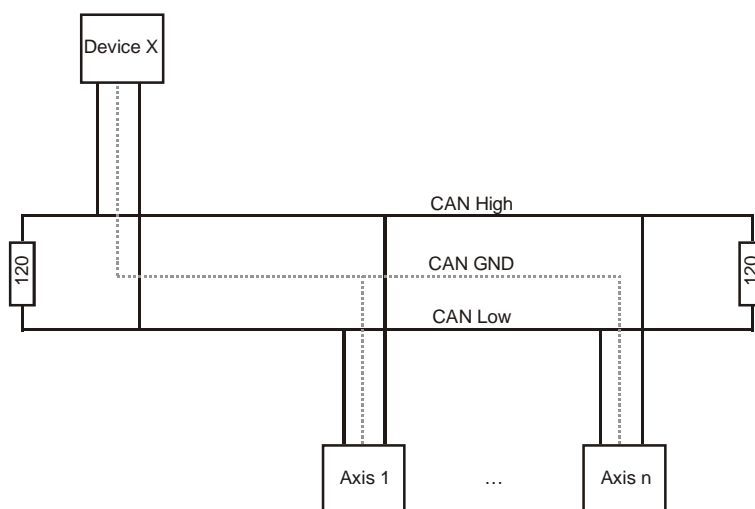 Device X
CAN High
120
CAN GND
120
CAN Low
Axis 1
...
Axis n